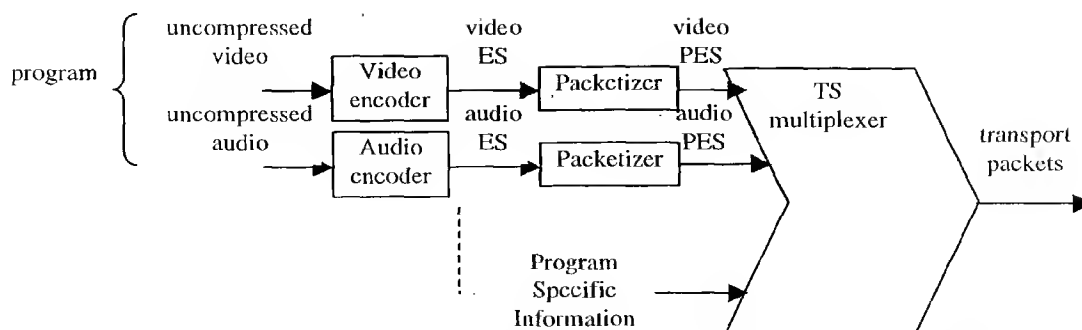 program
uncompressed
video
Video
encoder
video
ES
Packetizer
video
PES
uncompressed
audio
Audio
encoder
audio
ES
Packetizer
audio
PES
TS
multiplexer
transport
packets
Program
Specific
Information